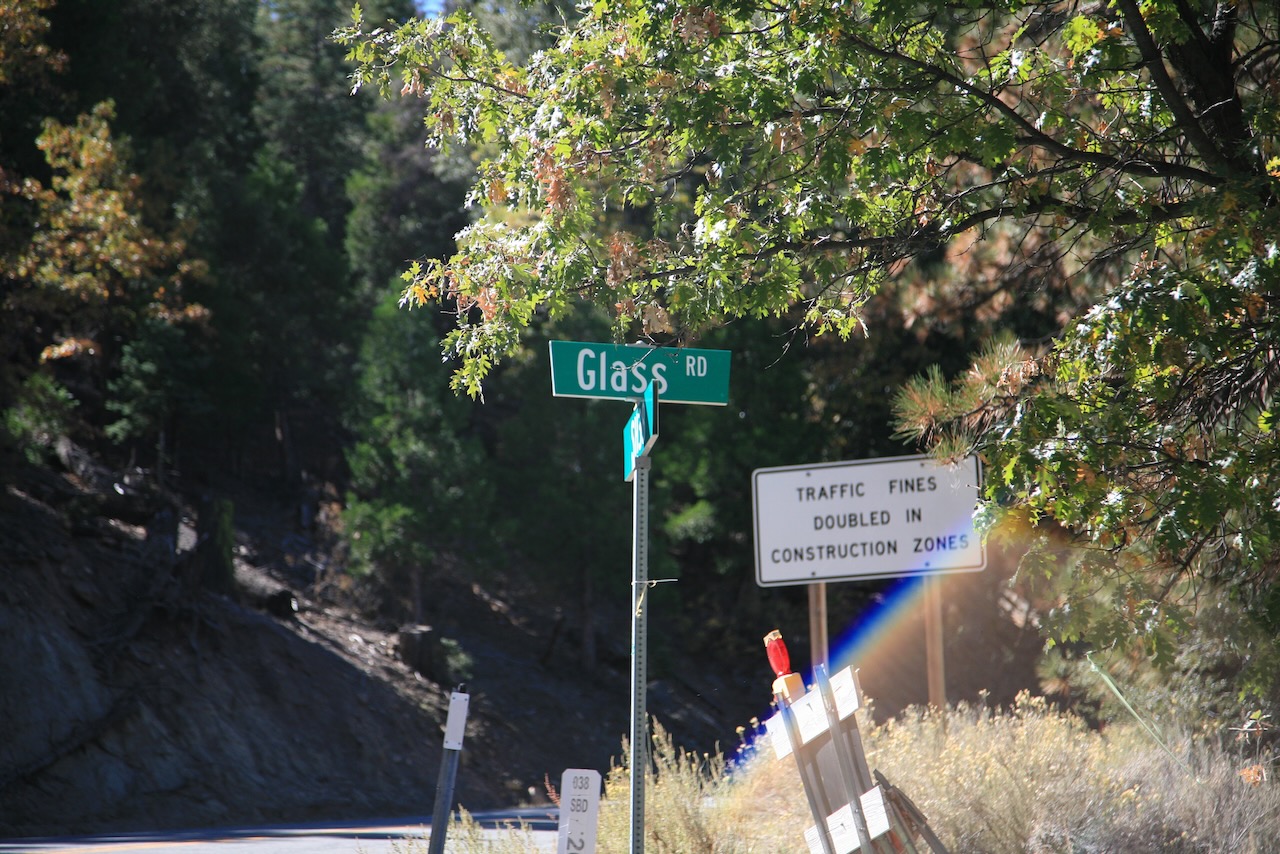 Glass RD
TRAFFIC FINES
DOUBLED IN
CONSTRUCTION ZONES
038
SBD